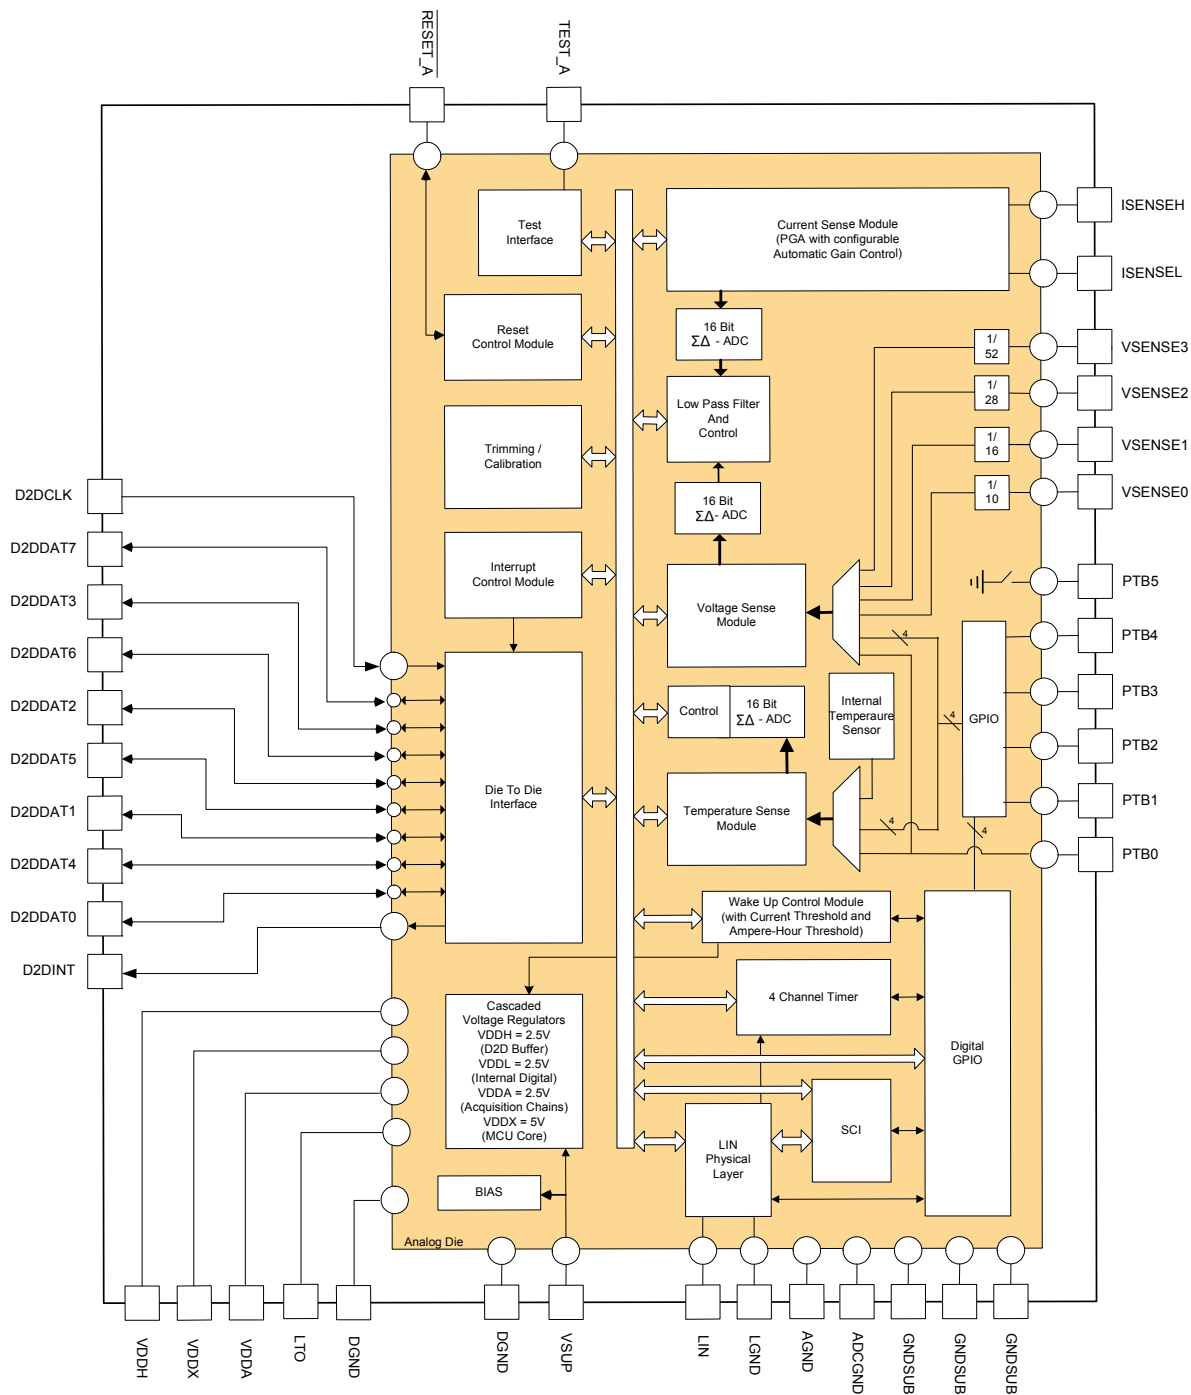 RESET_A
TEST_A
Test
Interface
Current Sense Module
(PGA with configurable
Automatic Gain Control)
ISENSEH
ISENSEL
Reset
Control Module
16 Bit
ΣΔ - ADC
1/
52
VSENSE3
Low Pass Filter
And
Control
1/
28
VSENSE2
Trimming /
Calibration
1/
16
VSENSE1
16 Bit
ΣΔ- ADC
1/
10
VSENSE0
D2DCLK
D2DDAT7
D2DDAT3
D2DDAT6
D2DDAT2
D2DDAT5
D2DDAT1
D2DDAT4
D2DDAT0
D2DINT
Interrupt
Control Module
Voltage Sense
Module
PTB5
4
PTB4
PTB3
PTB2
PTB1
PTB0
Control
16 Bit
ΣΔ - ADC
Internal
Temperaure
Sensor
4
GPIO
Die To Die
Interface
Temperature Sense
Module
4
4
Wake Up Control Module
(with Current Threshold and
Ampere-Hour Threshold)
4 Channel Timer
Digital
GPIO
Cascaded
Voltage Regulators
VDDH = 2.5V
(D2D Buffer)
VDDL = 2.5V
(Internal Digital)
VDDA = 2.5V
(Acquisition Chains)
VDDX = 5V
(MCU Core)
SCI
LIN
Physical
Layer
BIAS
Analog Die
VDDH
VDDX
VDDA
LTO
DGND
DGND
VSUP
LIN
LGND
AGND
ADCGND
GNDSUB
GNDSUB
GNDSUB